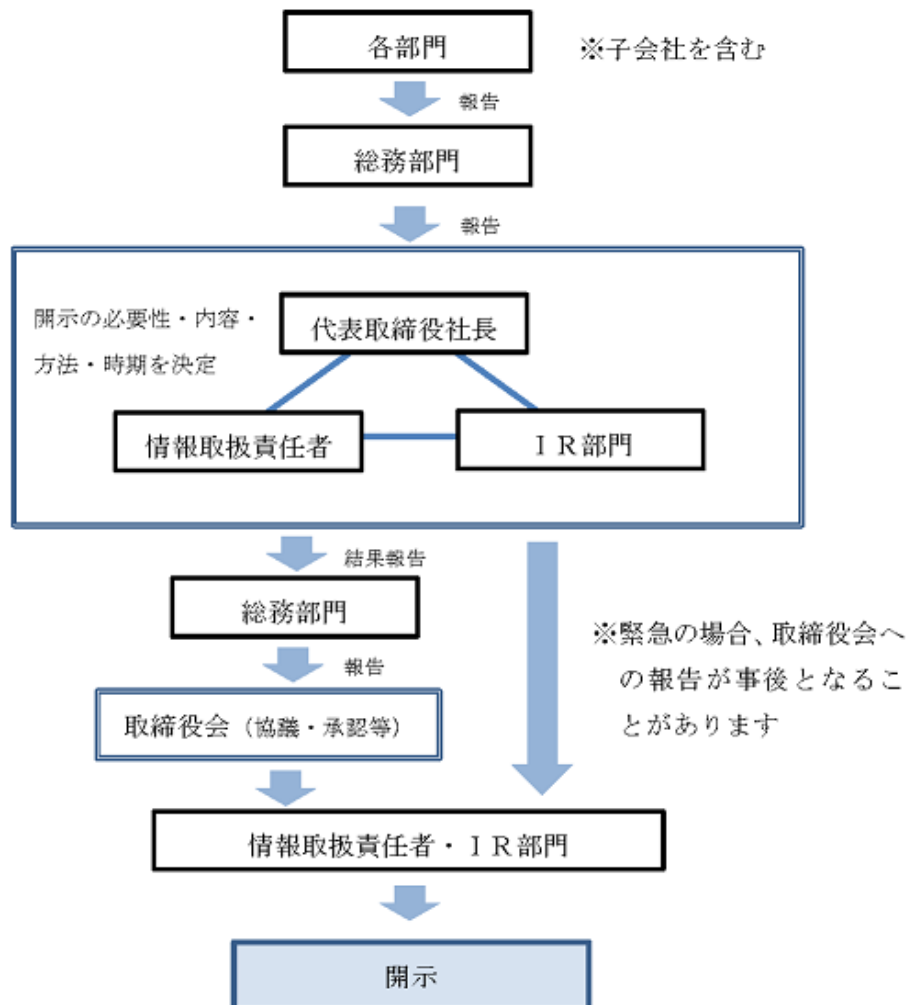 各部門
※子会社を含む
報告
総務部門
報告
開示の必要性・内容・
方法・時期を決定
代表取締役社長
情報取扱責任者
ＩＲ部門
結果報告
総務部門
報告
取締役会（協議・承認等）
※緊急の場合、取締役会へ
の報告が事後となるこ
とがあります
情報取扱責任者・ＩＲ部門
開示